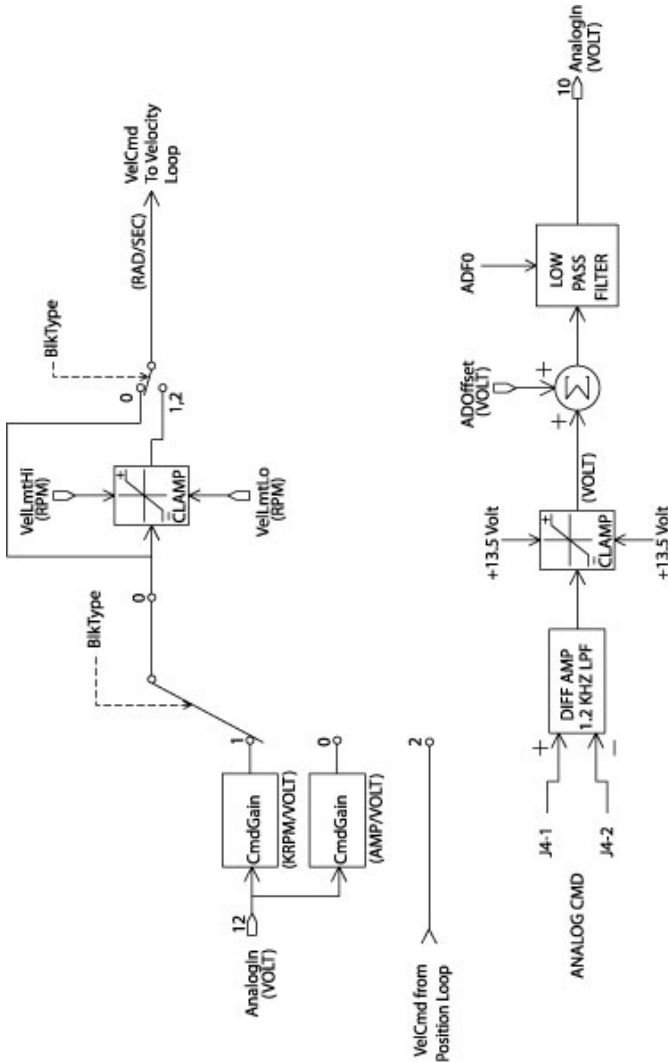 AnalogIn
(VOLT)
12
CmdGain
(KRPM/VOLT)
1
CmdGain
(AMP/VOLT)
0
2
VelCmd from
Position Loop
BlkType
0
VelLmtHi
(RPM)
±
=
CLAMP
VelLmtLo
(RPM)
BlkType
0
1,2
(RAD/SEC)
VelCmd
To Velocity
Loop
ANALOG CMD
J4-1
J4-2
+
−
DIFF AMP
1.2 KHZ LPF
+13.5 Volt
±
=
CLAMP
+13.5 Volt
(VOLT)
ADOffset
(VOLT)
+
+
Σ
ADF0
LOW
PASS
FILTER
10
AnalogIn
(VOLT)